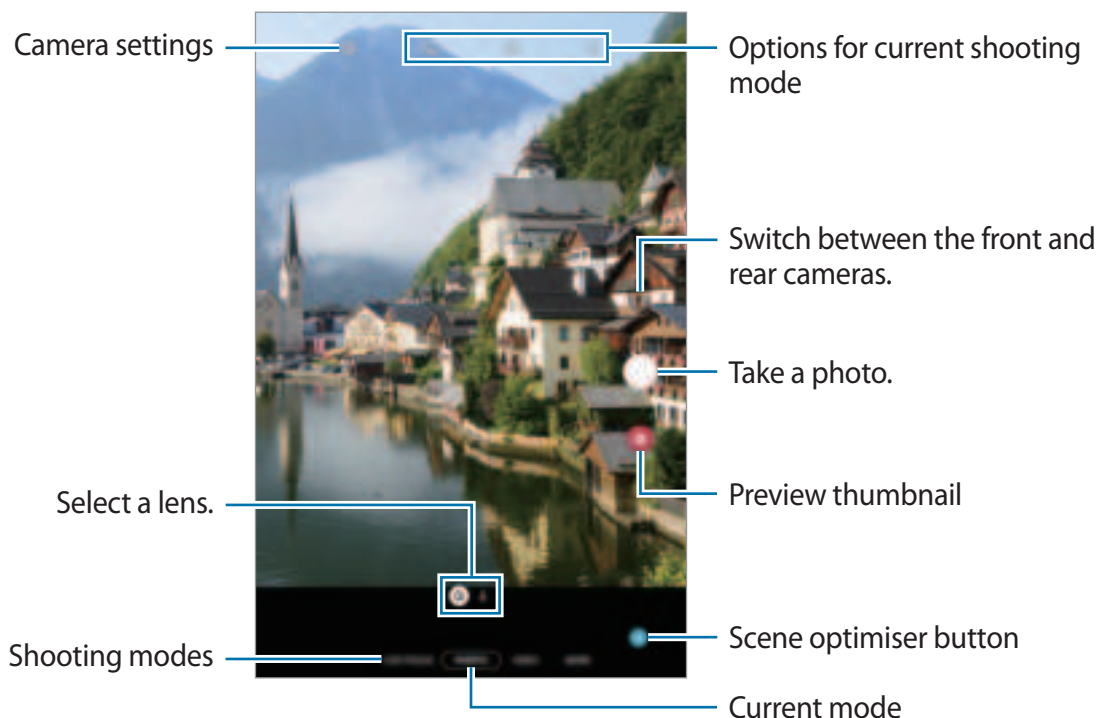 Camera settings
Options for current shooting
mode
Switch between the front and
rear cameras.
Take a photo.
Preview thumbnail
Select a lens.
Scene optimiser button
Shooting modes
Current mode